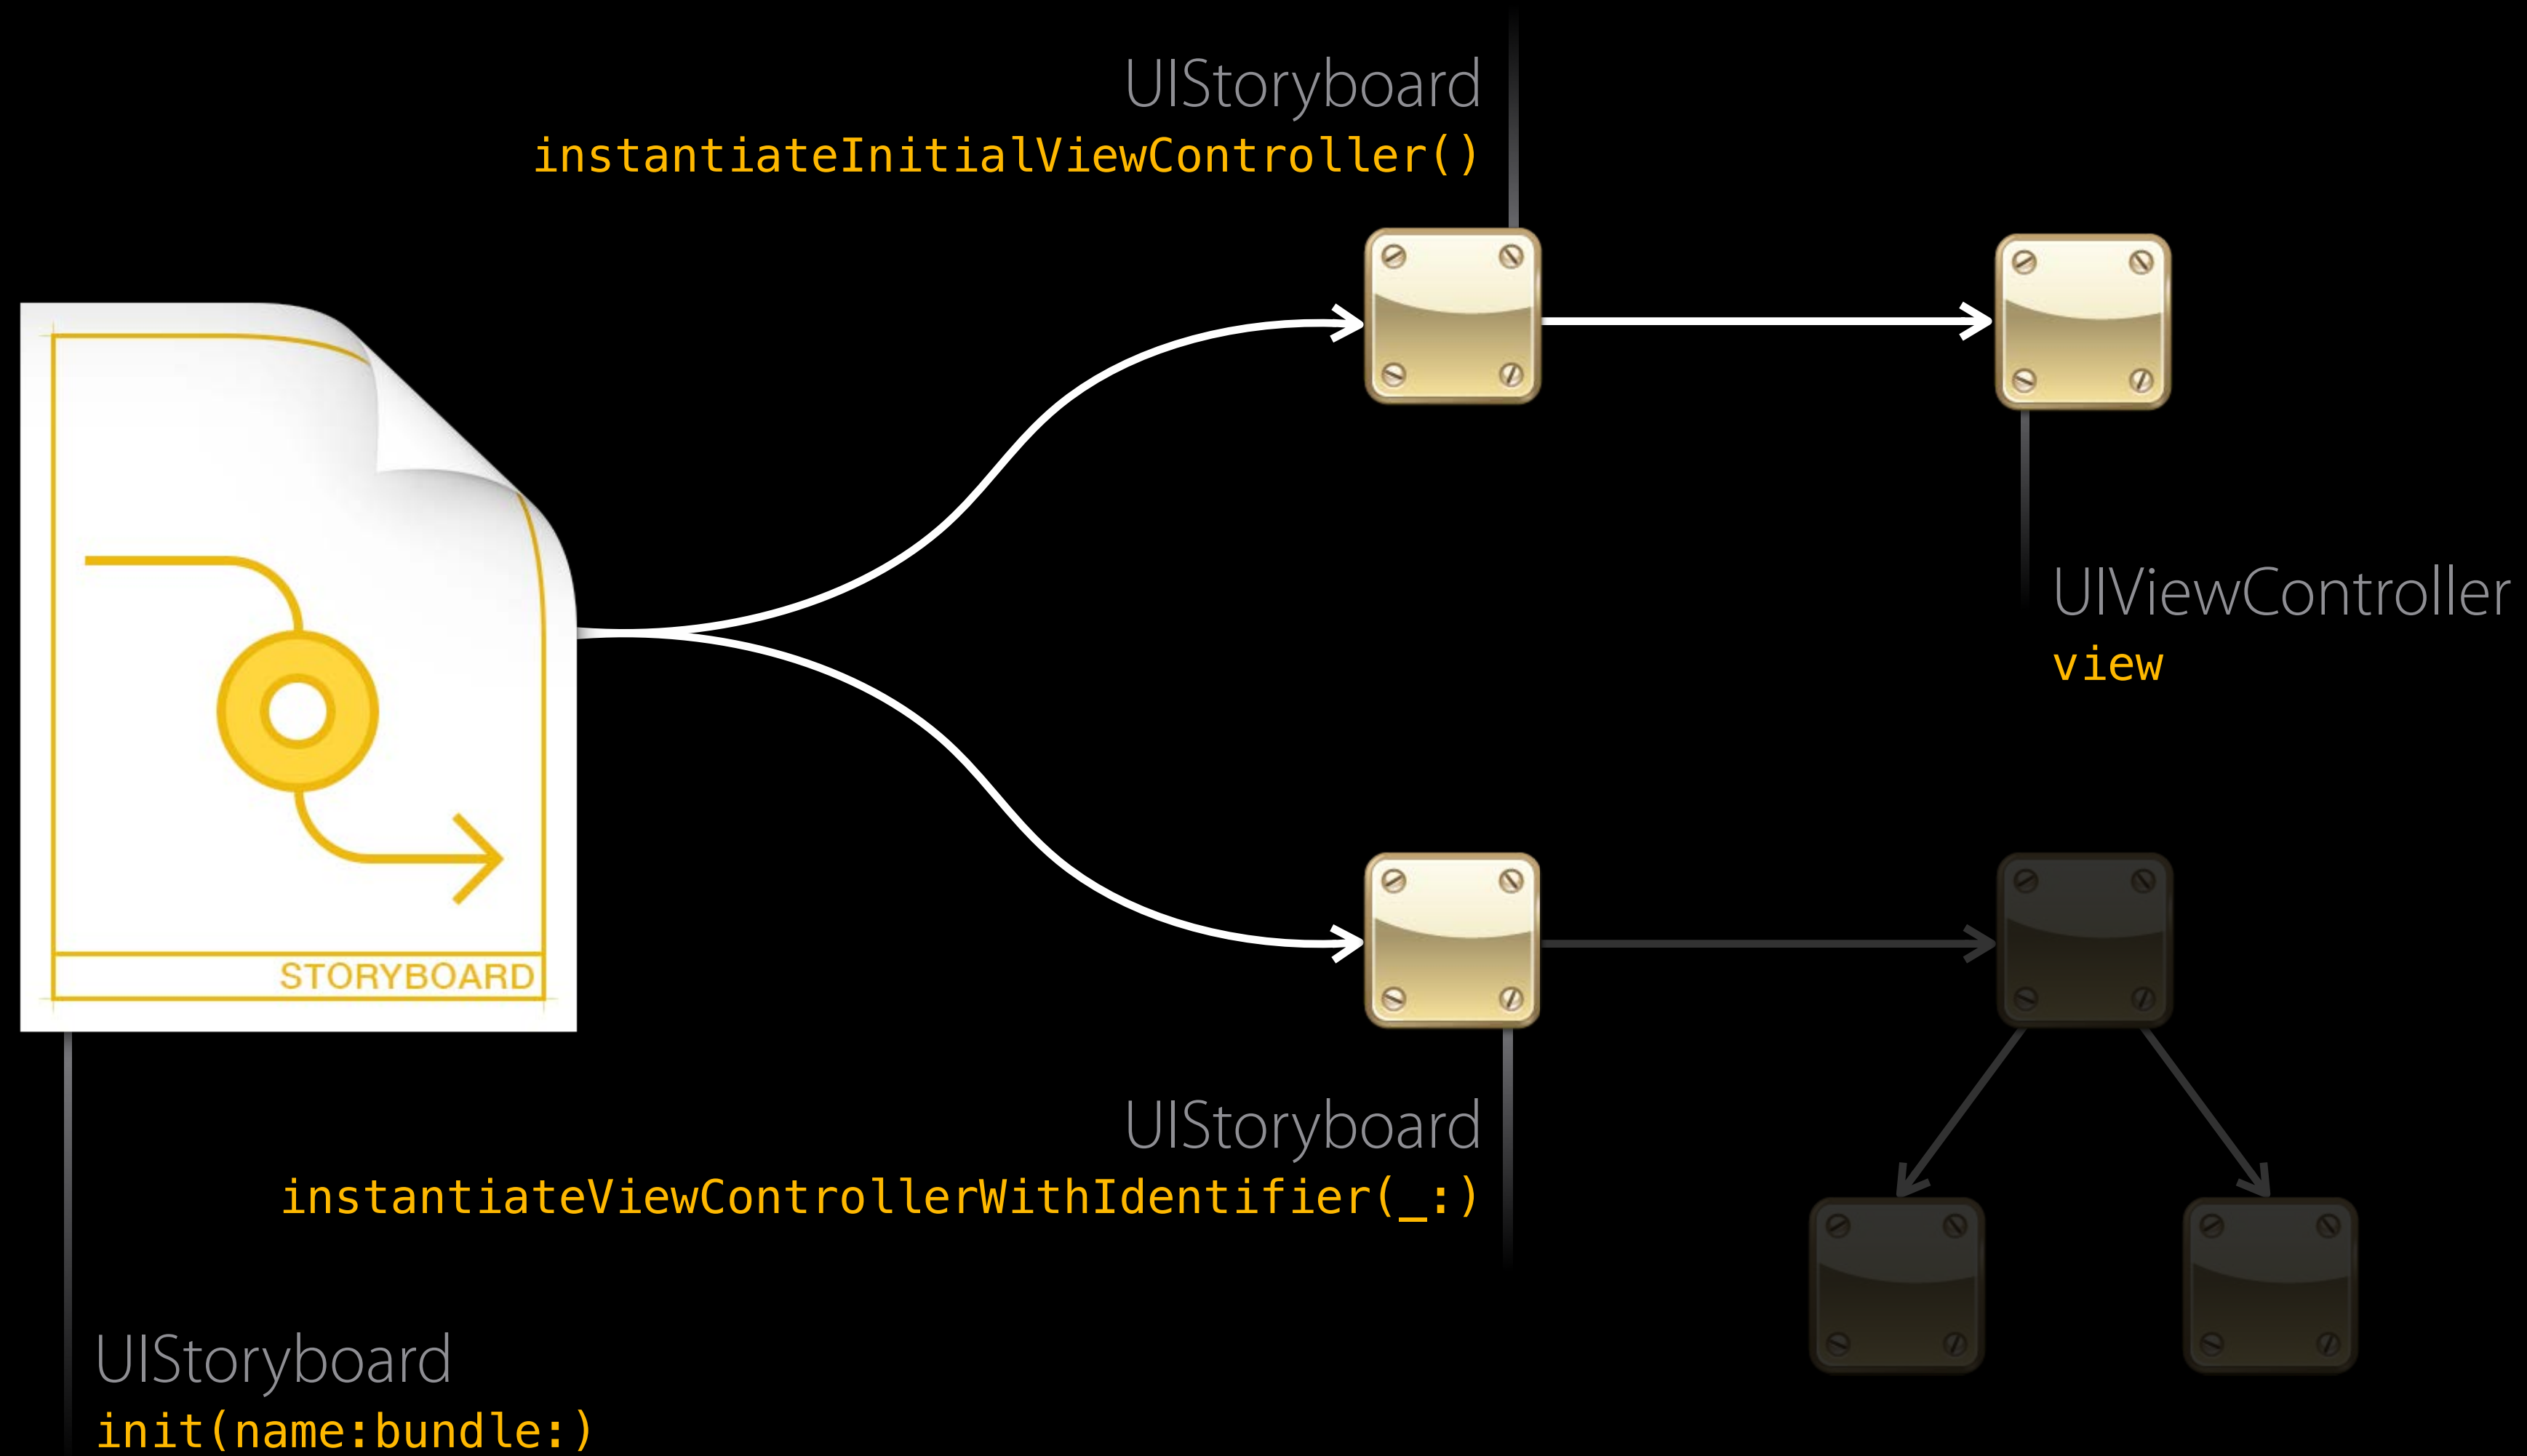 UIStoryboard
instantiateInitialViewController()
UIViewController
view
STORYBOARD
UIStoryboard
instantiateViewControllerWithIdentifier(_:)
UIStoryboard
init(name:bundle:)